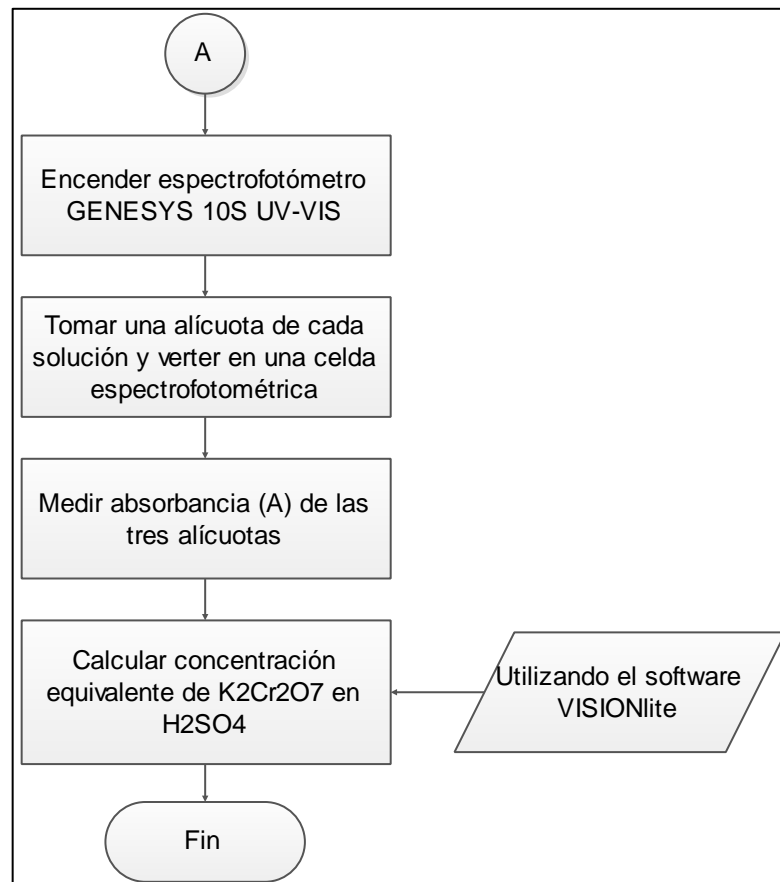 A
Encender espectrofotómetro
GENESYS 10S UV-VIS
Tomar una alícuota de cada
solución y verter en una celda
espectrofotométrica
Medir absorbancia (A) de las
tres alícuotas
Calcular concentración
equivalente de K2Cr2O7 en
H2SO4
Utilizando el software
VISIONlite
Fin